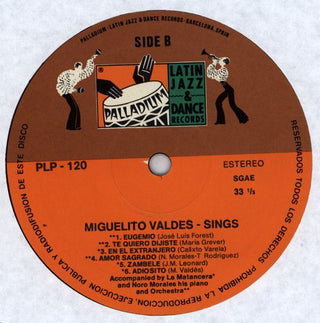 PALLADIUM · LATIN JAZZ & DANCE RECORDS · BARCELONA SPAIN
SIDE B
PALLADIUM
LATIN
JAZZ
&
DANCE
RECORDS
PLP - 120
ESTEREO
SGAE
33 ⅓
MIGUELITO VALDES - SINGS
**1. EUGEMIO (José Luis Forest)
**2. TE QUIERO DIJISTE (María Grever)
**3. EN EL EXTRANJERO (Calixto Varela)
**4. AMOR SAGRADO (N. Morales-T. Rodriguez)
*5. ZAMBELE (J.M. Leonard)
*6. ADIOSITO (M. Valdés)
Accompanied by La Matancera*
and Noro Morales his piano
and Orchestra**
RESERVADOS TODOS LOS DERECHOS PROHIBIDA LA REPRODUCCION, EJECUCION PUBLICA Y RADIODIFUSION DE ESTE DISCO